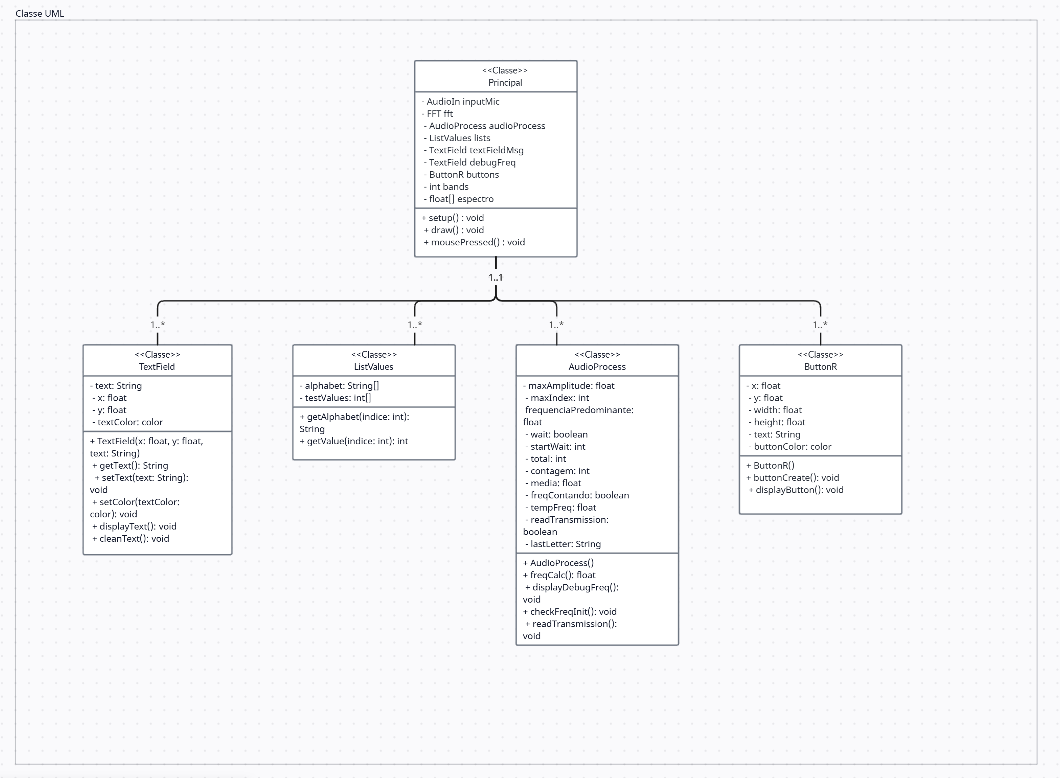 Classe UML
<<Classe>>
Principal
- AudioIn inputMic
- FFT fft
- AudioProcess audioProcess
- ListValues lists
- TextField textFieldMsg
- TextField debugFreq
ButtonR buttons
- int bands
- float[] espectro
+ setup() : void
+ draw() : void
+ mousePressed() : void
1..1
1..*
1..*
1..*
1..*
<<Classe>>
TextField
- text: String
- x: float
- y: float
- textColor: color
+ TextField(x: float, y: float,
text: String)
+ getText(): String
+ setText(text: String):
void
+ setColor(textColor:
color): void
+ displayText(): void
+ cleanText(): void
<<Classe>>
ListValues
- alphabet: String[]
- testValues: int[]
+ getAlphabet(indice: int):
String
+ getValue(indice: int): int
<<Classe>>
AudioProcess
- maxAmplitude: float
- maxIndex: int
frequenciaPredominante:
float
- wait: boolean
- startWait: int
- total: int
- contagem: int
- media: float
- freqContando: boolean
- tempFreq: float
- readTransmission:
boolean
- lastLetter: String
+ AudioProcess()
+ freqCalc(): float
+ displayDebugFreq():
void
+ checkFreqInit(): void
+ readTransmission():
void
<<Classe>>
ButtonR
- x: float
- y: float
- width: float
- height: float
- text: String
- buttonColor: color
+ ButtonR()
+ buttonCreate(): void
+ displayButton(): void